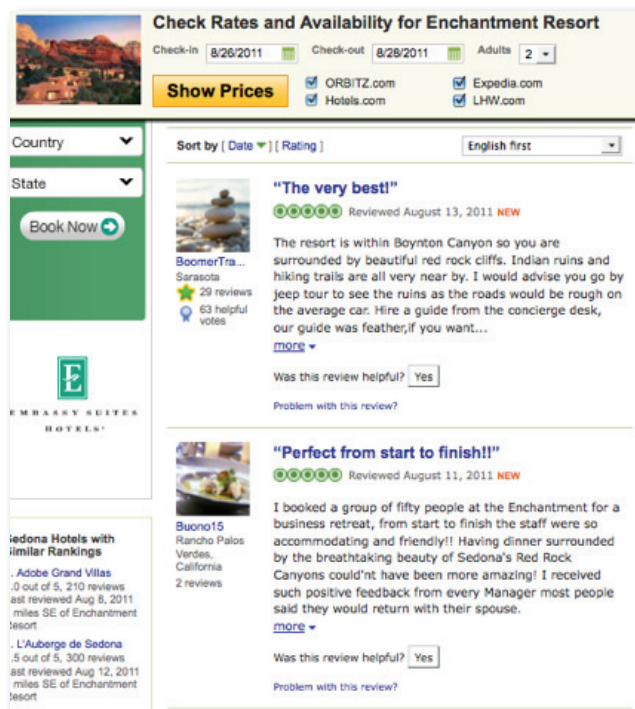 Check Rates and Availability for Enchantment Resort
Check-in 8/26/2011 Check-out 8/28/2011 Adults 2
Show Prices
ORBITZ.com Expedia.com
Hotels.com LHW.com
Country
State
Book Now
EMBASSY SUITES
HOTELS
Sort by [ Date ] [ Rating ]
English first
BoomerTra...
Sarasota
29 reviews
63 helpful
votes
“The very best!”
Reviewed August 13, 2011 NEW
The resort is within Boynton Canyon so you are
surrounded by beautiful red rock cliffs. Indian ruins and
hiking trails are all very near by. I would advise you go by
jeep tour to see the ruins as the roads would be rough on
the average car. Hire a guide from the concierge desk,
our guide was feather,if you want...
more
Was this review helpful? Yes
Problem with this review?
Buono15
Rancho Palos
Verdes,
California
2 reviews
“Perfect from start to finish!!”
Reviewed August 11, 2011 NEW
I booked a group of fifty people at the Enchantment for a
business retreat, from start to finish the staff were so
accommodating and friendly!! Having dinner surrounded
by the breathtaking beauty of Sedona's Red Rock
Canyons could'nt have been more amazing! I received
such positive feedback from every Manager most people
said they would return with their spouse.
more
Was this review helpful? Yes
Problem with this review?
Sedona Hotels with
Similar Rankings
. Adobe Grand Villas
.0 out of 5, 210 reviews
ast reviewed Aug 8, 2011
miles SE of Enchantment
Resort
. L'Auberge de Sedona
.5 out of 5, 300 reviews
ast reviewed Aug 12, 2011
miles SE of Enchantment
Resort